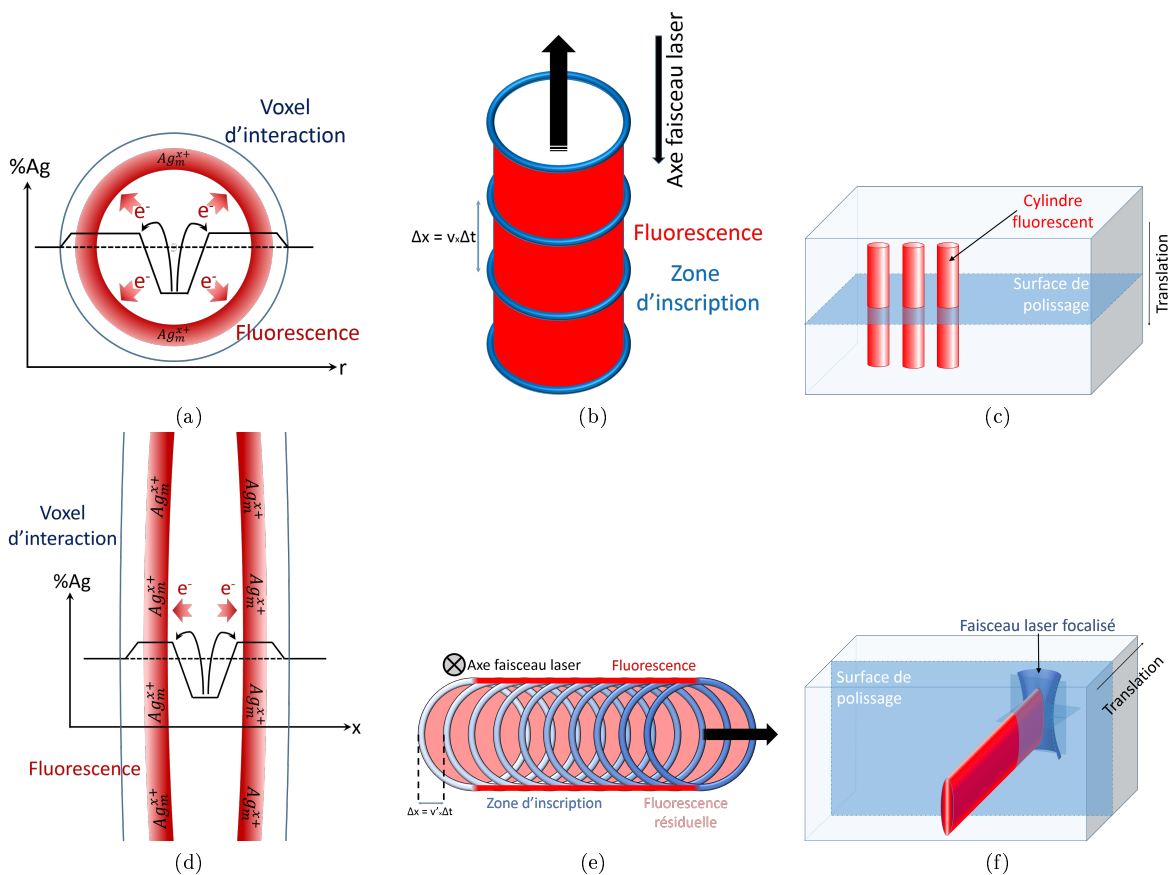 Voxel
d'interaction
%Ag
Ag_m^{x+}
e-
e-
e-
e-
Ag_m^{x+}
Fluorescence
r
(a)
Axe faisceau laser
Δx = vₓΔt
Fluorescence
Zone
d'inscription
(b)
Cylindre
fluorescent
Surface de
polissage
Translation
(c)
Voxel
d'interaction
%Ag
Ag_m^{x+}
Ag_m^{x+}
Ag_m^{x+}
Ag_m^{x+}
e-
e-
Ag_m^{x+}
Ag_m^{x+}
x
Fluorescence
Ag_m^{x+}
Ag_m^{x+}
(d)
Axe faisceau laser
Fluorescence
Δx = v'ₓΔt
Zone d'inscription
Fluorescence
résiduelle
(e)
Faisceau laser focalisé
Surface de
polissage
Translation
(f)